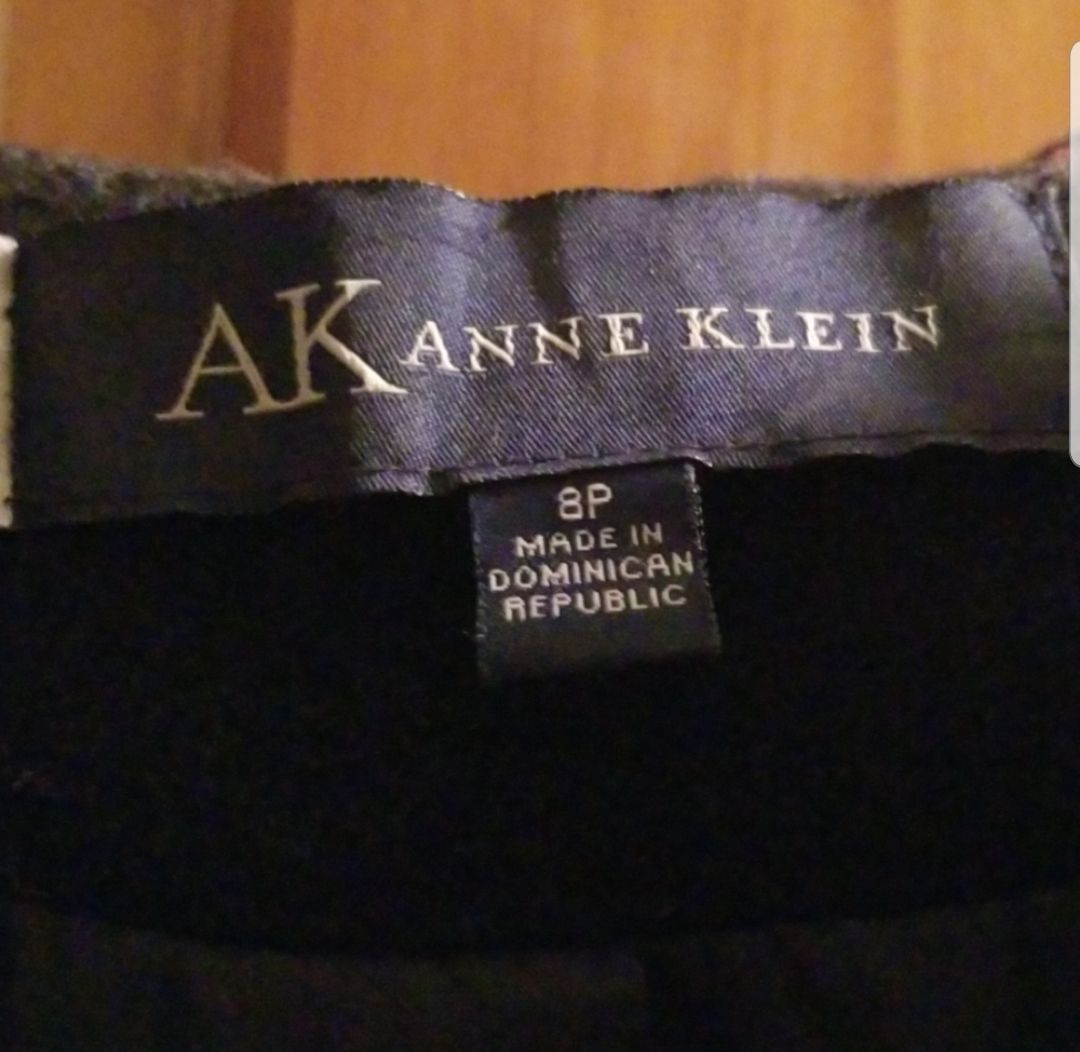 AK ANNE KLEIN
8P
MADE IN
DOMINICAN
REPUBLIC